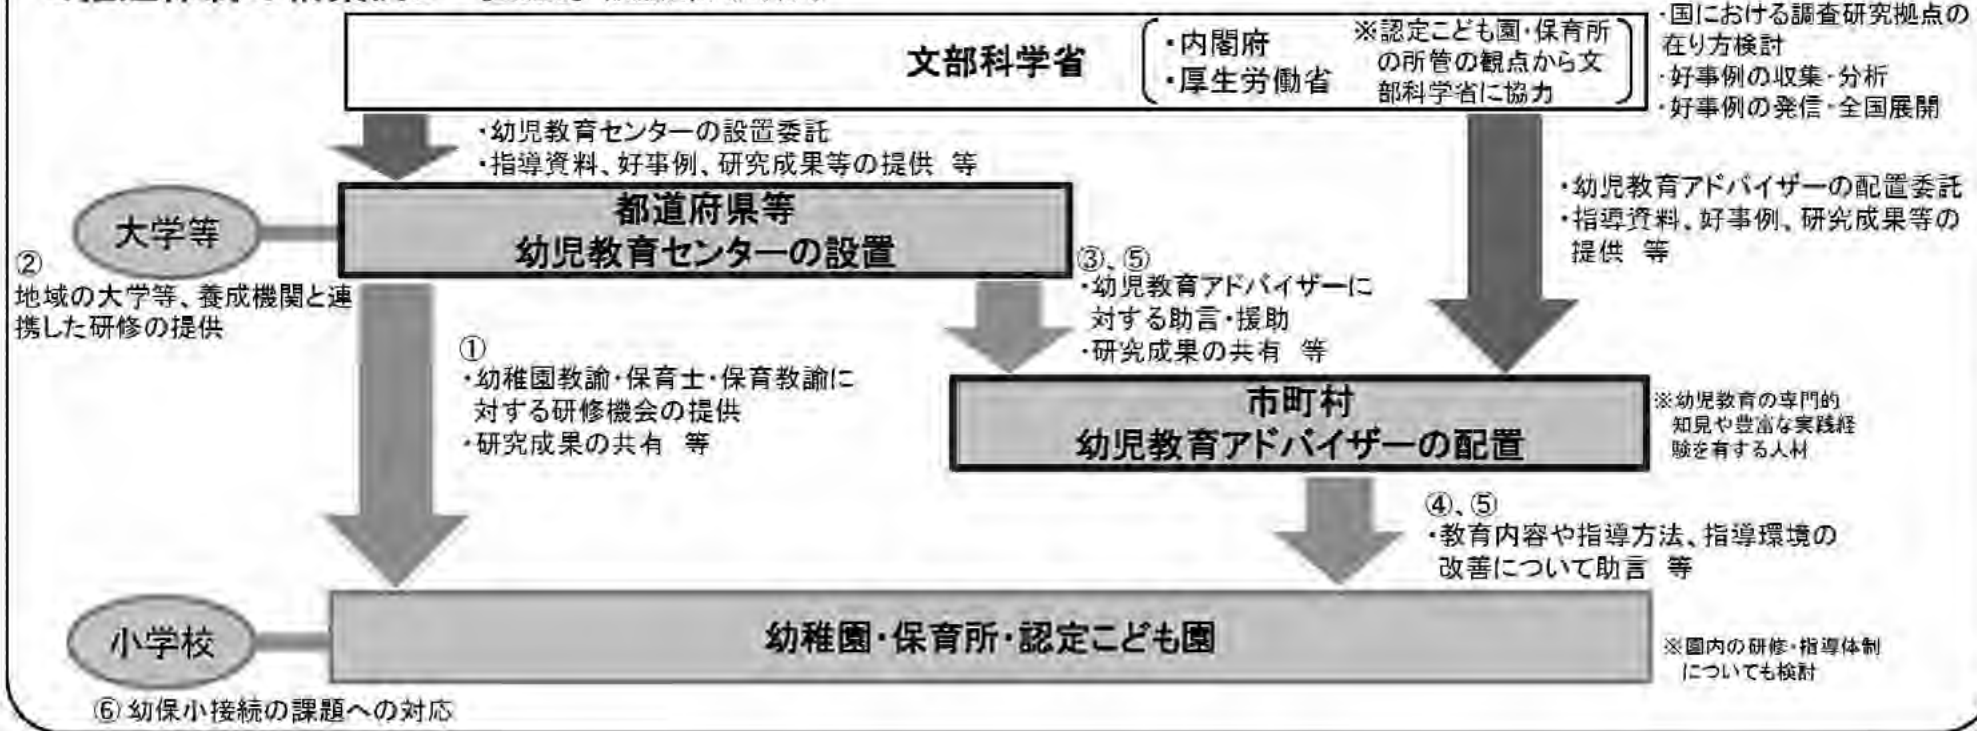 文部科学省
・内閣府
・厚生労働省
※認定こども園・保育所
の所管の観点から文
部科学省に協力
・国における調査研究拠点の
在り方検討
・好事例の収集・分析
・好事例の発信・全国展開
・幼児教育センターの設置委託
・指導資料、好事例、研究成果等の提供 等
・幼児教育アドバイザーの配置委託
・指導資料、好事例、研究成果等の
提供 等
大学等
都道府県等
幼児教育センターの設置
②
地域の大学等、養成機関と連
携した研修の提供
③、⑤
・幼児教育アドバイザーに
対する助言・援助
・研究成果の共有 等
①
・幼稚園教諭・保育士・保育教諭に
対する研修機会の提供
・研究成果の共有 等
市町村
幼児教育アドバイザーの配置
※幼児教育の専門的
知見や豊富な実践経
験を有する人材
④、⑤
・教育内容や指導方法、指導環境の
改善について助言 等
小学校
幼稚園・保育所・認定こども園
※園内の研修・指導体制
についても検討
⑥ 幼保小接続の課題への対応